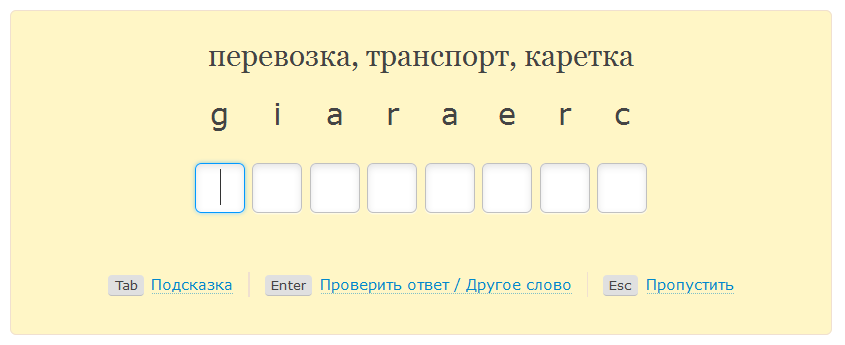 перевозка, транспорт, каретка
g i a r a e r c
Tab Подсказка Enter Проверить ответ / Другое слово Esc Пропустить